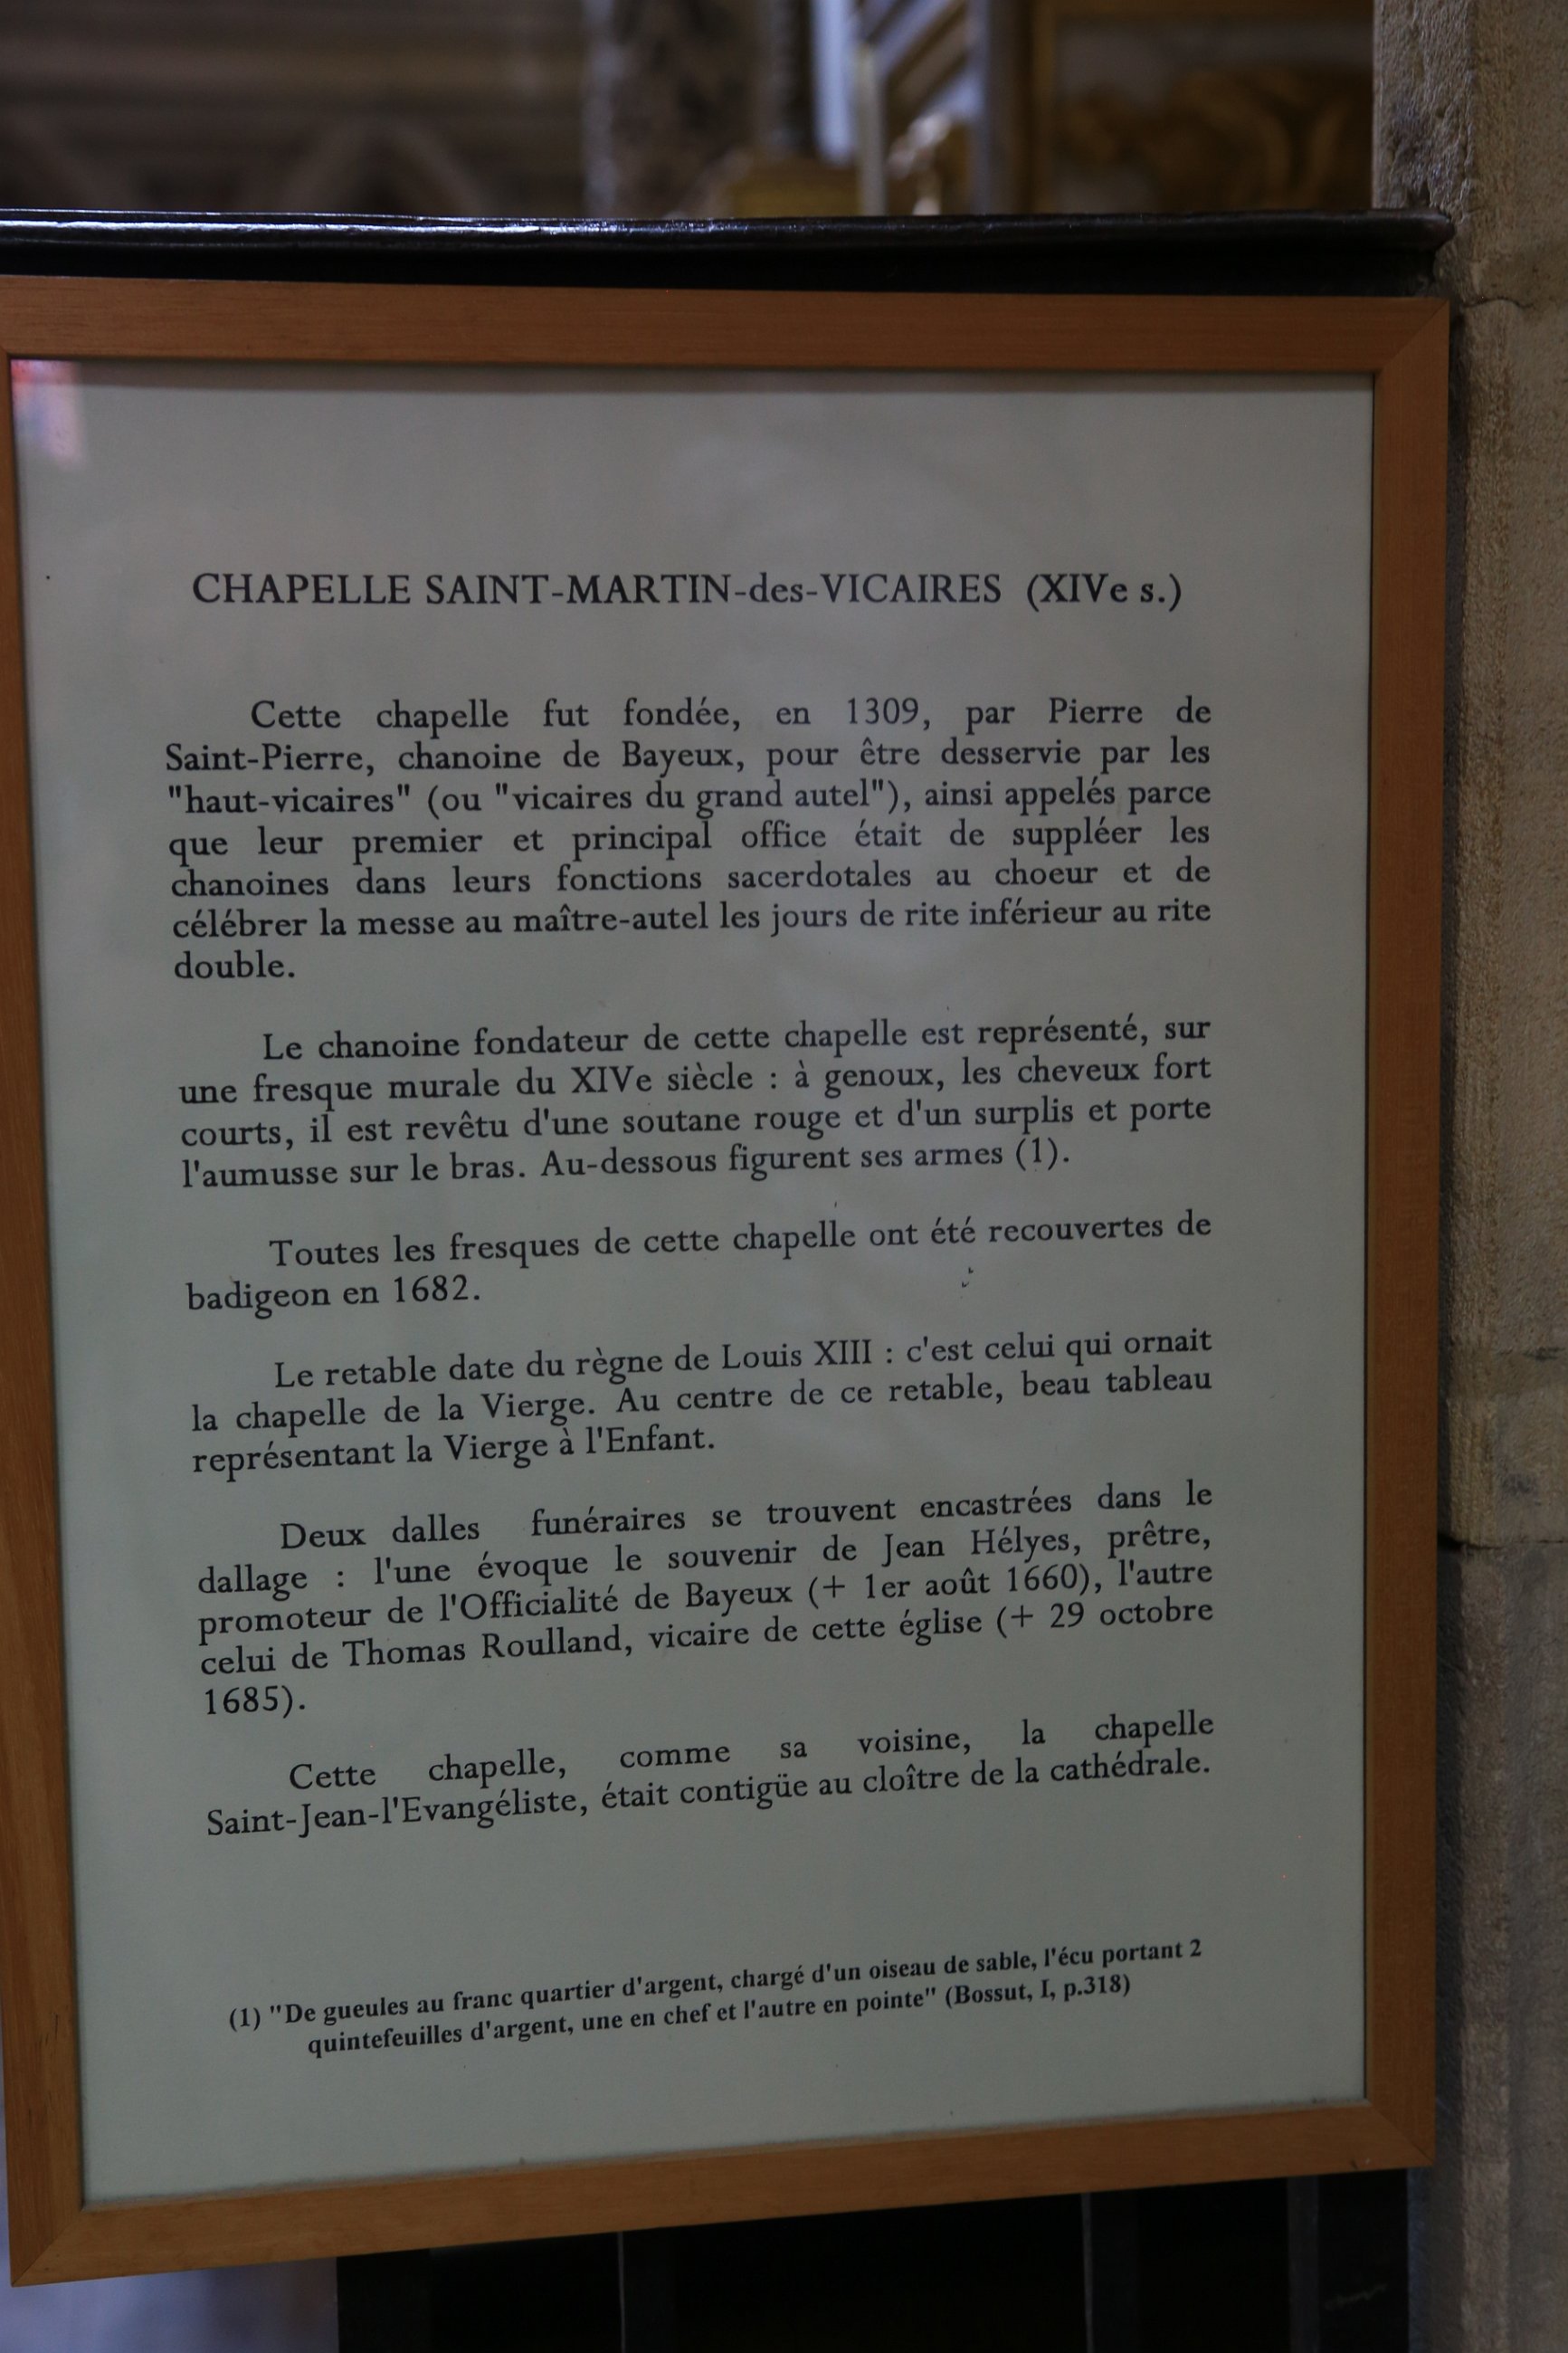 CHAPELLE SAINT-MARTIN-des-VICAIRES (XIVe s.)
Cette chapelle fut fondée, en 1309, par Pierre de
Saint-Pierre, chanoine de Bayeux, pour être desservie par les
"haut-vicaires" (ou "vicaires du grand autel"), ainsi appelés parce
que leur premier et principal office était de suppléer les
chanoines dans leurs fonctions sacerdotales au choeur et de
célébrer la messe au maître-autel les jours de rite inférieur au rite
double.
Le chanoine fondateur de cette chapelle est représenté, sur
une fresque murale du XIVe siècle : à genoux, les cheveux fort
courts, il est revêtu d'une soutane rouge et d'un surplis et porte
l'aumusse sur le bras. Au-dessous figurent ses armes (1).
Toutes les fresques de cette chapelle ont été recouvertes de
badigeon en 1682.
Le retable date du règne de Louis XIII : c'est celui qui ornait
la chapelle de la Vierge. Au centre de ce retable, beau tableau
représentant la Vierge à l'Enfant.
Deux dalles funéraires se trouvent encastrées dans le
dallage : l'une évoque le souvenir de Jean Hélyes, prêtre,
promoteur de l'Officialité de Bayeux (+ 1er août 1660), l'autre
celui de Thomas Roulland, vicaire de cette église (+ 29 octobre
1685).
Cette chapelle, comme sa voisine, la chapelle
Saint-Jean-l'Evangéliste, était contigüe au cloître de la cathédrale.
(1) "De gueules au franc quartier d'argent, chargé d'un oiseau de sable, l'écu portant 2
quintefeuilles d'argent, une en chef et l'autre en pointe" (Bossut, I, p.318)